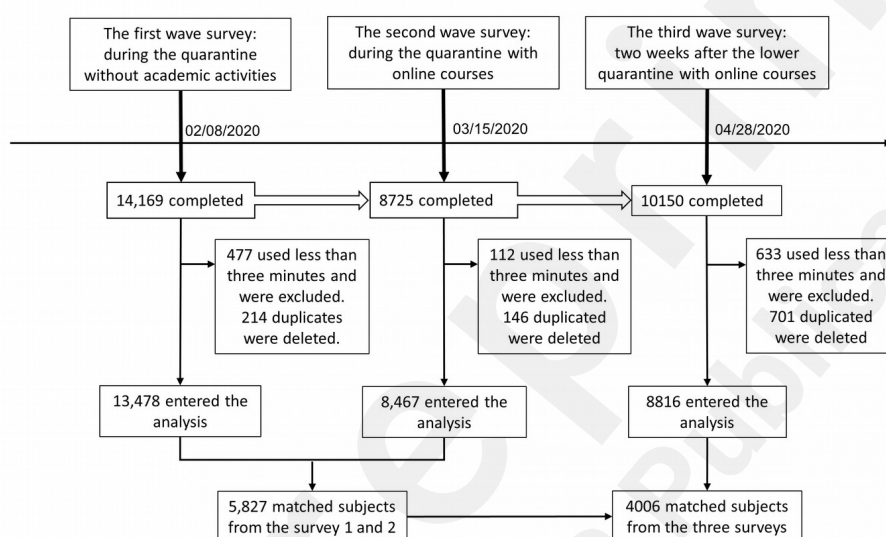 The first wave survey:
during the quarantine
without academic activities
The second wave survey:
during the quarantine with
online courses
The third wave survey:
two weeks after the lower
quarantine with online courses
02/08/2020
03/15/2020
04/28/2020
14,169 completed
8725 completed
10150 completed
477 used less than
three minutes and
were excluded.
214 duplicates
were deleted.
112 used less than
three minutes and
were excluded.
146 duplicated
were deleted
633 used less than
three minutes and
were excluded.
701 duplicated
were deleted
13,478 entered the
analysis
8,467 entered the
analysis
8816 entered the
analysis
5,827 matched subjects
from the survey 1 and 2
4006 matched subjects
from the three surveys